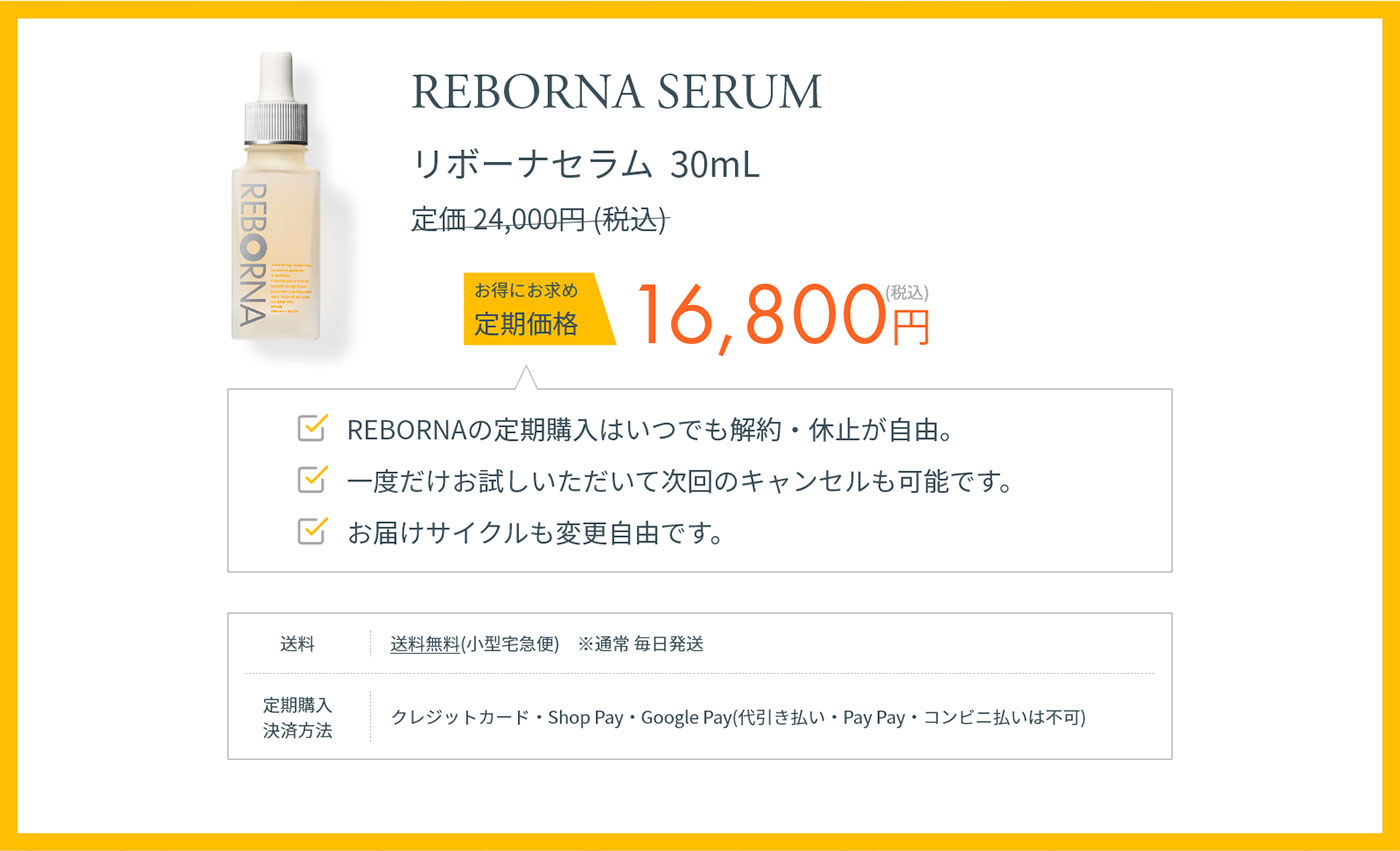 REBORNA SERUM
リボーナセラム 30mL
定価 24,000円 (税込)
お得にお求め
定期価格
16,800円
(税込)
REBORNA
REBORNAの定期購入はいつでも解約・休止が自由。
一度だけお試しいただいて次回のキャンセルも可能です。
お届けサイクルも変更自由です。
送料
送料無料(小型宅急便) ※通常 毎日発送
定期購入
決済方法
クレジットカード・Shop Pay・Google Pay(代引き払い・Pay Pay・コンビニ払いは不可)